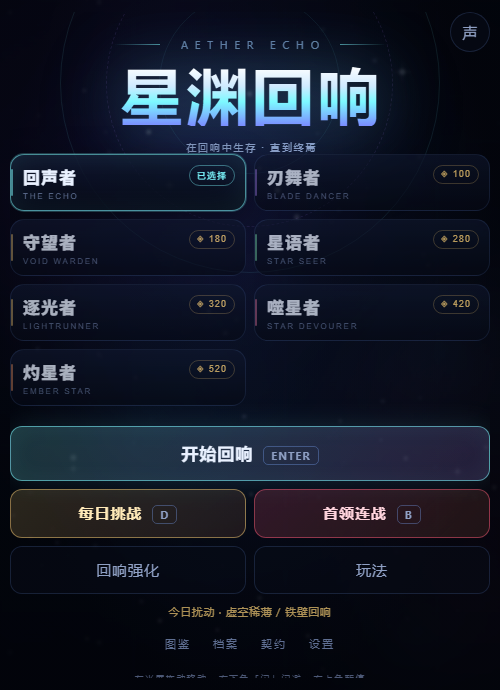 声
AETHER ECHO
星渊回响
在回响中生存 · 直到终焉
回声者 已选择
THE ECHO
刃舞者 ◈ 100
BLADE DANCER
守望者 ◈ 180
VOID WARDEN
星语者 ◈ 280
STAR SEER
逐光者 ◈ 320
LIGHTRUNNER
噬星者 ◈ 420
STAR DEVOURER
灼星者 ◈ 520
EMBER STAR
开始回响 ENTER
每日挑战 D
首领连战 B
回响强化
玩法
今日扰动 · 虚空稀薄 / 铁壁回响
图鉴 档案 契约 设置